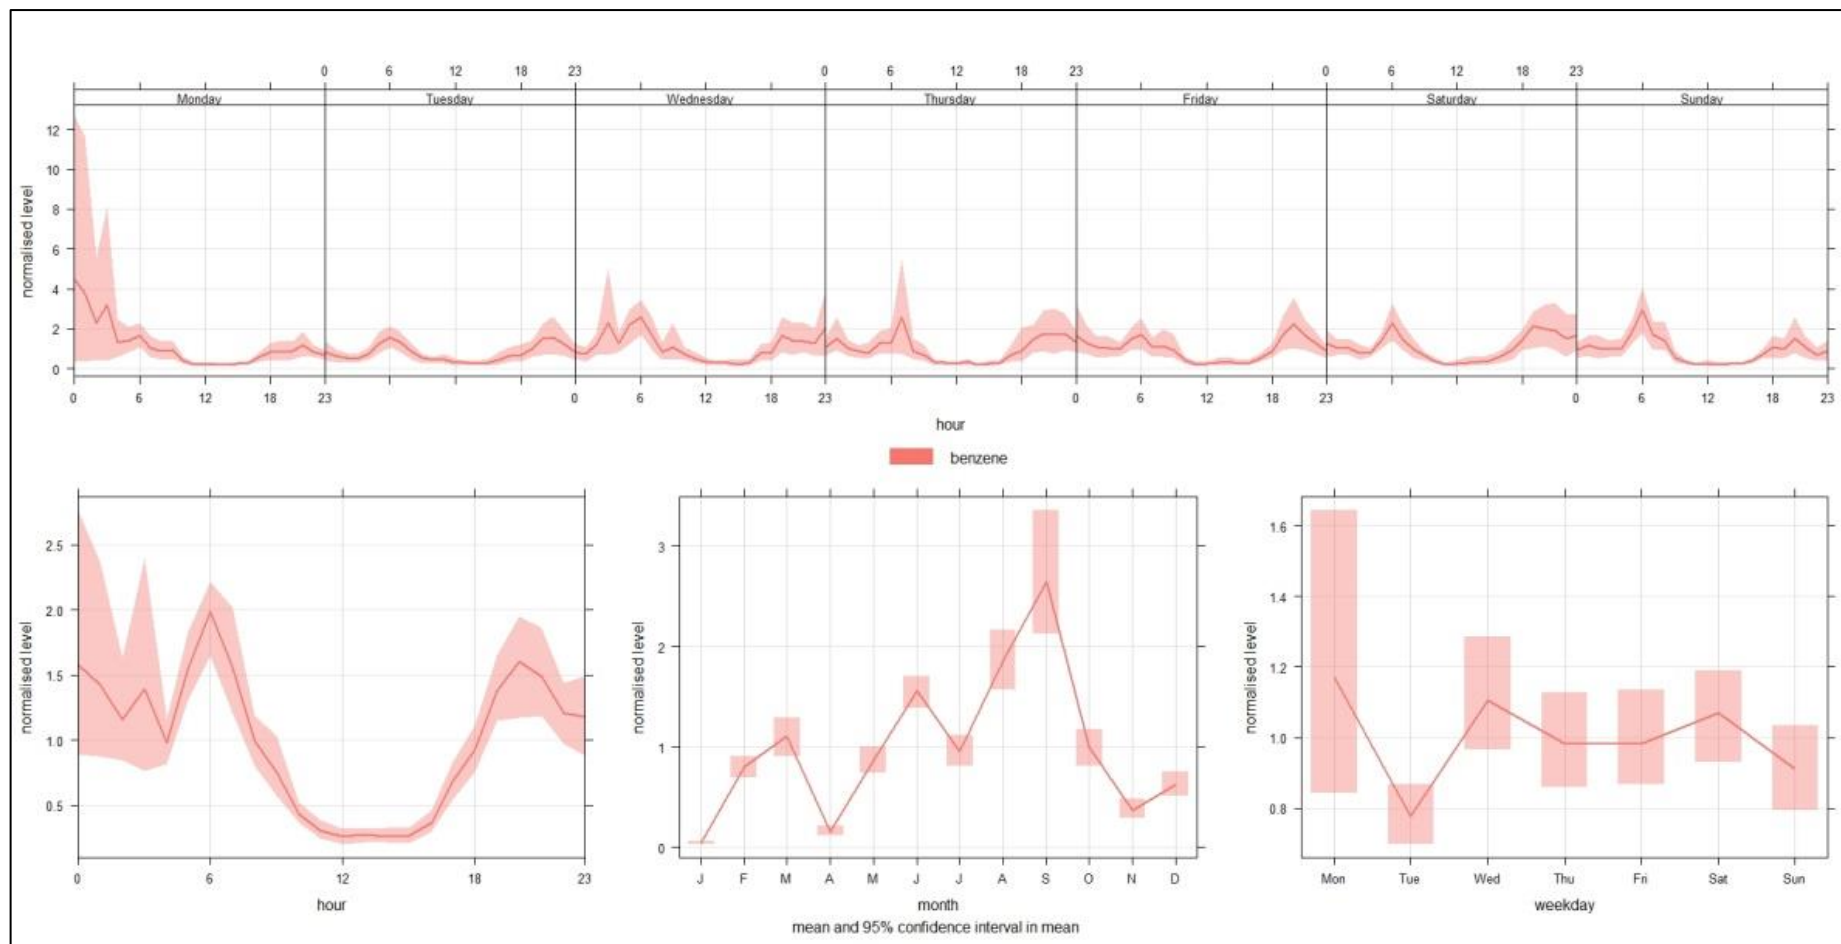 0 6 12 18 23 0 6 12 18 23 0 6 12 18 23
Monday Tuesday Wednesday Thursday Friday Saturday Sunday
12
10
8
6
4
2
0
normalised level
0 6 12 18 23 0 6 12 18 23 0 6 12 18 23 0 6 12 18 23
hour
benzene
2.5
2.0
1.5
1.0
0.5
normalised level
0 6 12 18 23
hour
3
2
1
0
normalised level
J F M A M J J A S O N D
month
1.6
1.4
1.2
1.0
0.8
normalised level
Mon Tue Wed Thu Fri Sat Sun
weekday
mean and 95% confidence interval in mean